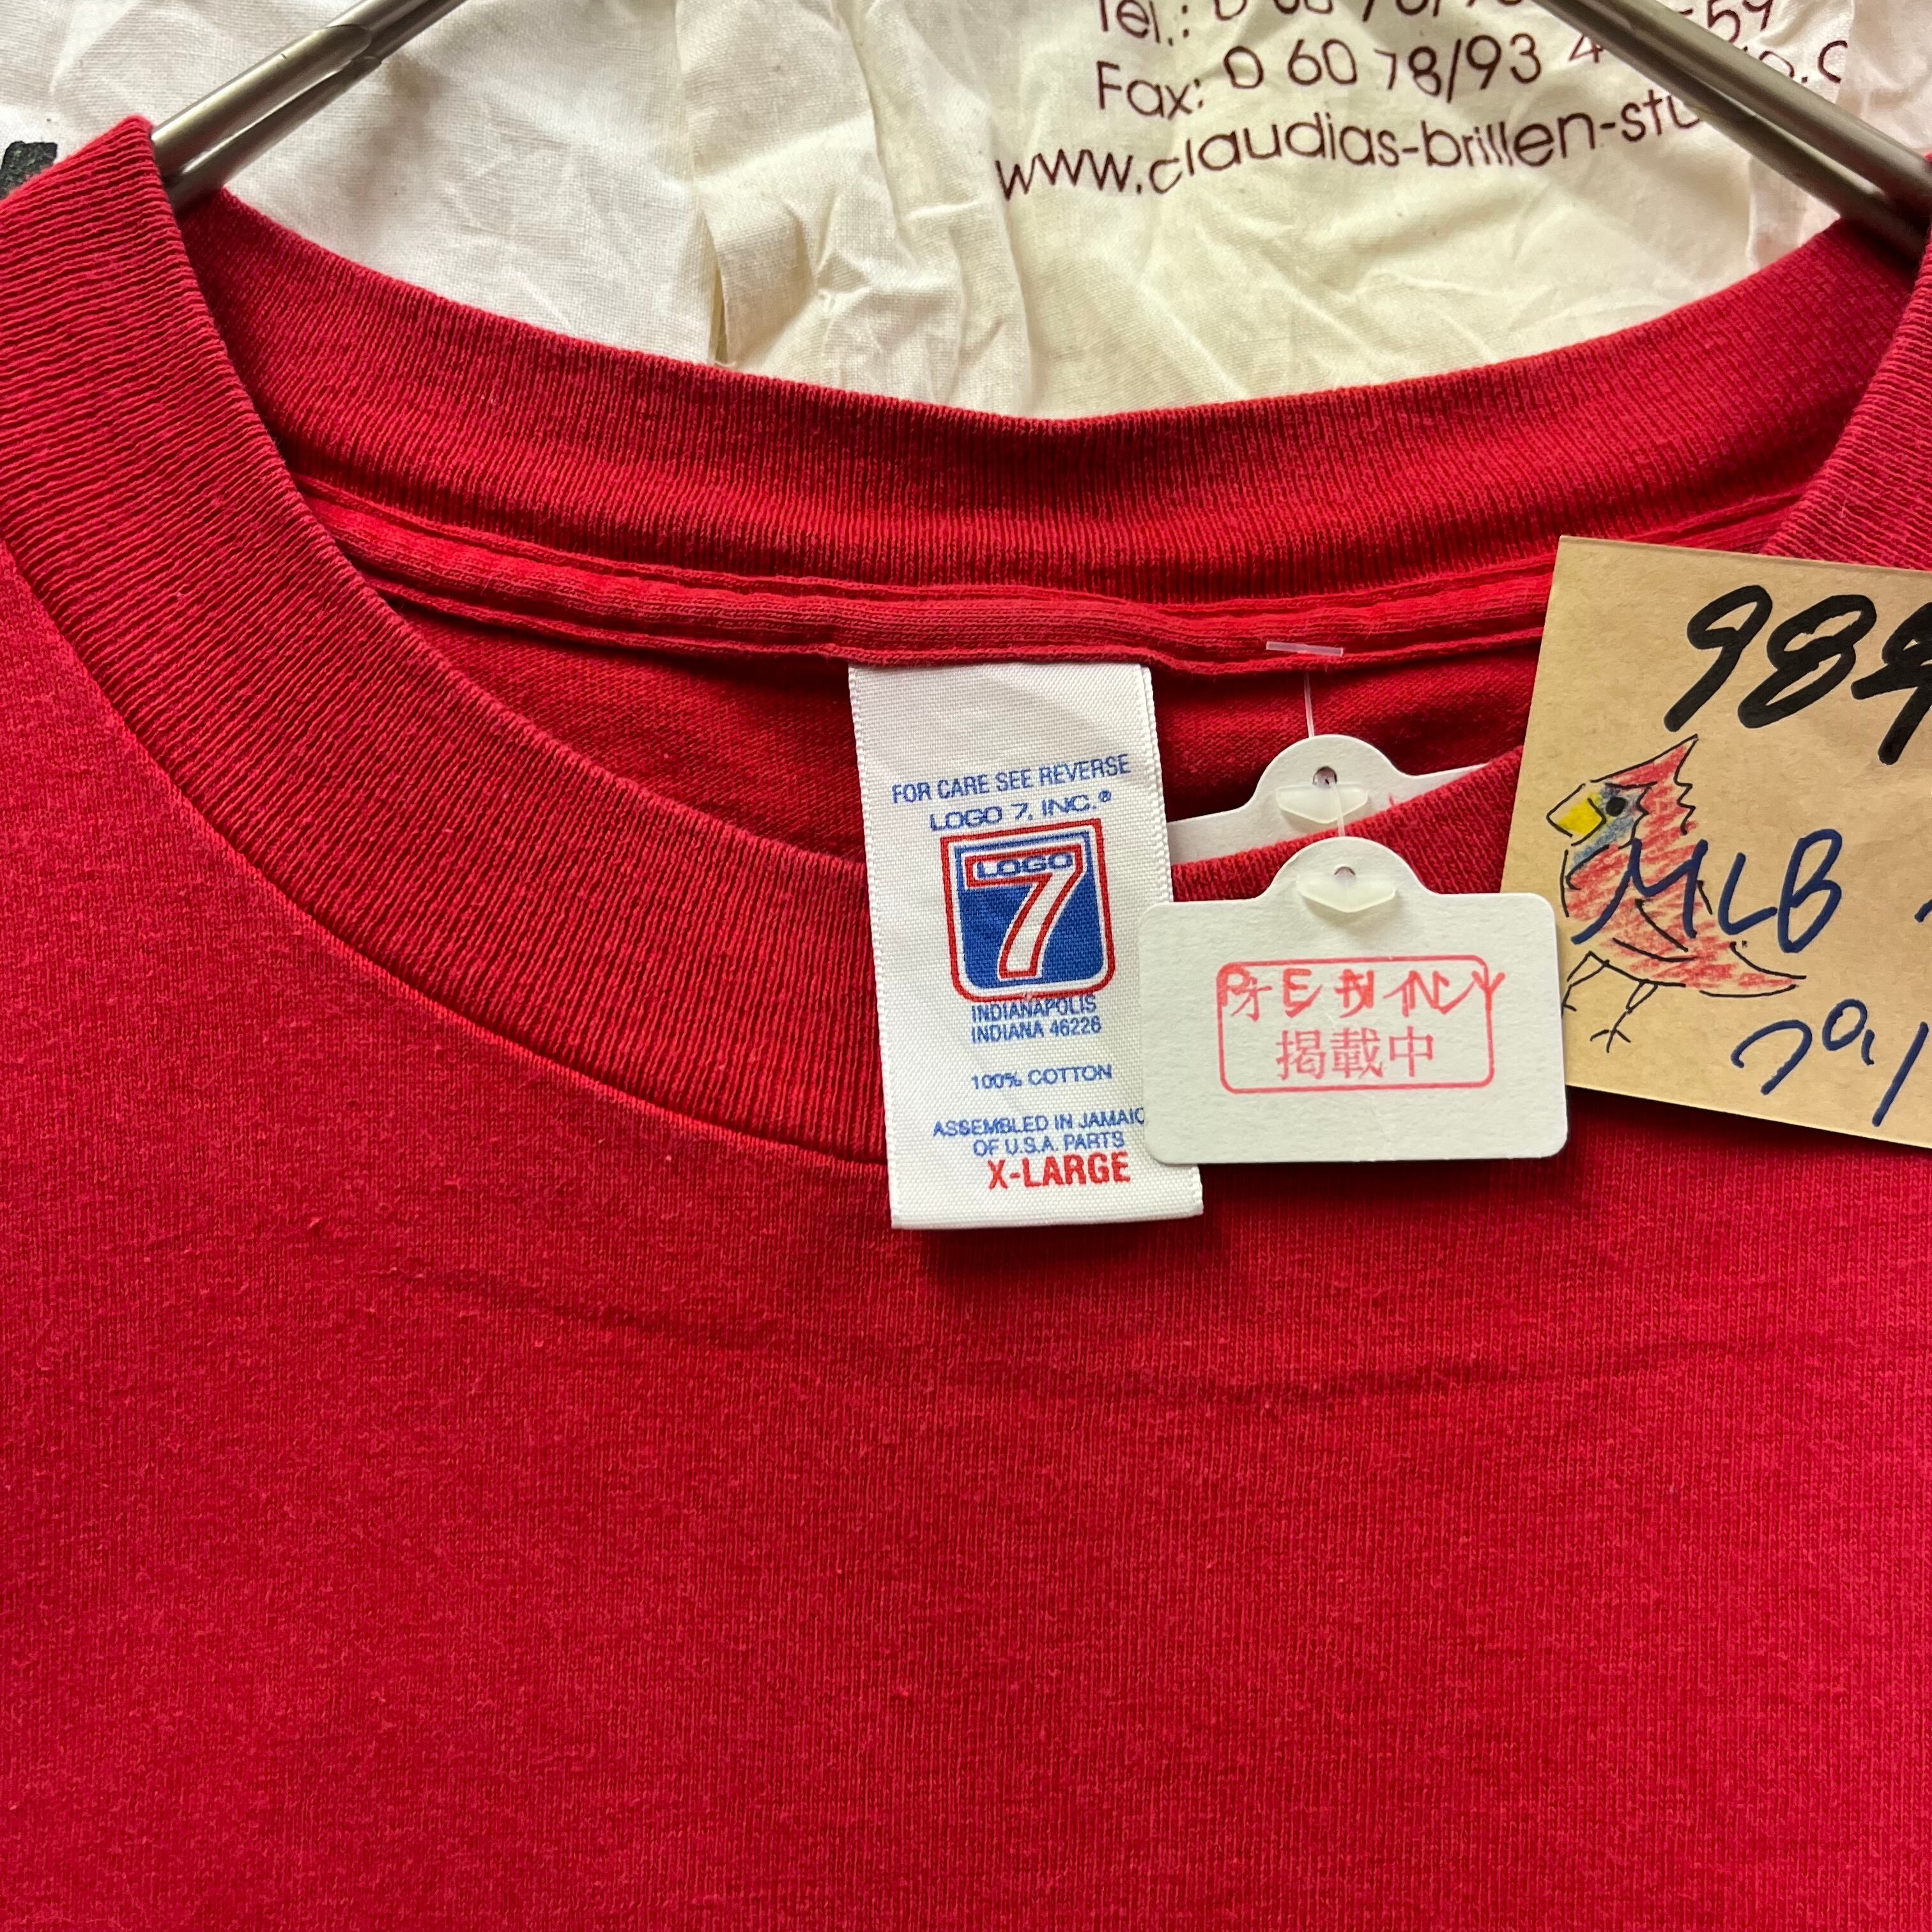 Fax: 0 60 78/93
www.claudias-brillen-stu
FOR CARE SEE REVERSE
LOGO 7, INC.®
LOGO
7
INDIANAPOLIS
INDIANA 46226
100% COTTON
ASSEMBLED IN JAMAIC
OF U.S.A. PARTS
X-LARGE
掲載中
984
MLB